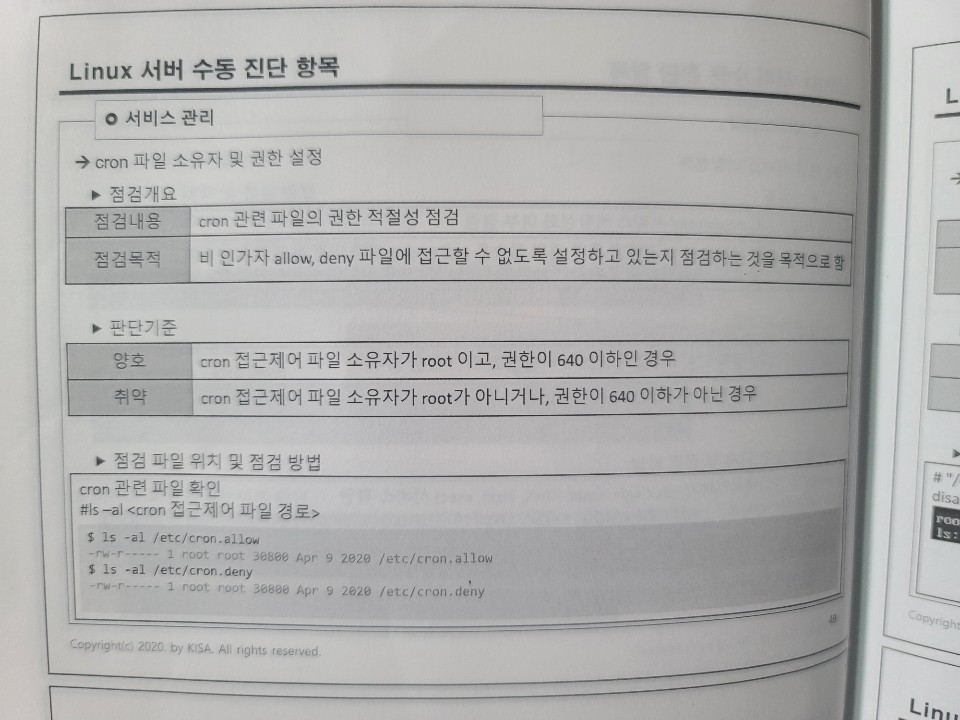 Linux 서버 수동 진단 항목
서비스 관리
→ cron 파일 소유자 및 권한 설정
▶ 점검개요
점검내용 cron 관련 파일의 권한 적절성 점검
점검목적 비 인가자 allow, deny 파일에 접근할 수 없도록 설정하고 있는지 점검하는 것을 목적으로 함
▶ 판단기준
양호 cron 접근제어 파일 소유자가 root 이고, 권한이 640 이하인 경우
취약 cron 접근제어 파일 소유자가 root가 아니거나, 권한이 640 이하가 아닌 경우
▶ 점검 파일 위치 및 점검 방법
cron 관련 파일 확인
#ls –al <cron 접근제어 파일 경로>
$ ls -al /etc/cron.allow
-rw-r----- 1 root root 30800 Apr 9 2020 /etc/cron.allow
$ ls -al /etc/cron.deny
-rw-r----- 1 root root 30800 Apr 9 2020 /etc/cron.deny
Copyright(c) 2020. by KISA. All rights reserved.
L
# "/
disa
roo
ls:
Copyright
Linu